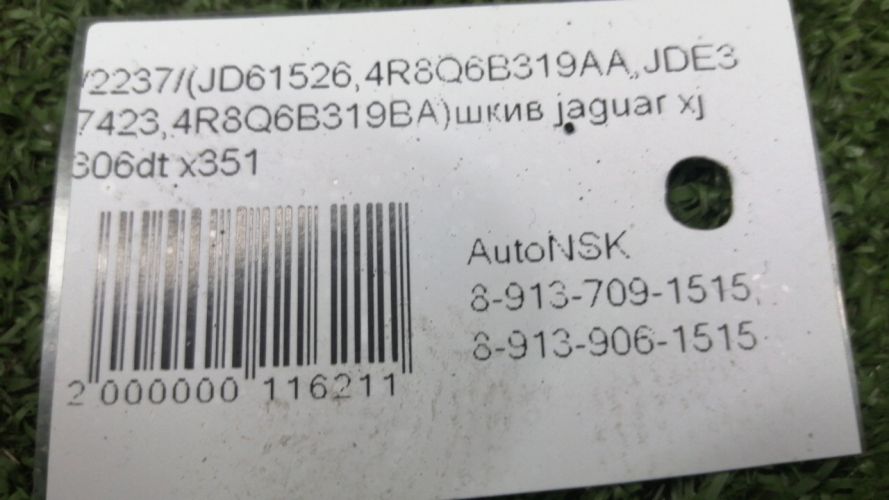 /2237/(JD61526,4R8Q6B319AA,,JDE3
7423,4R8Q6B319BA)шкив jaguar xj
306dt x351
AutoNSK
8-913-709-1515,
8-913-906-1515
2 000000 116211